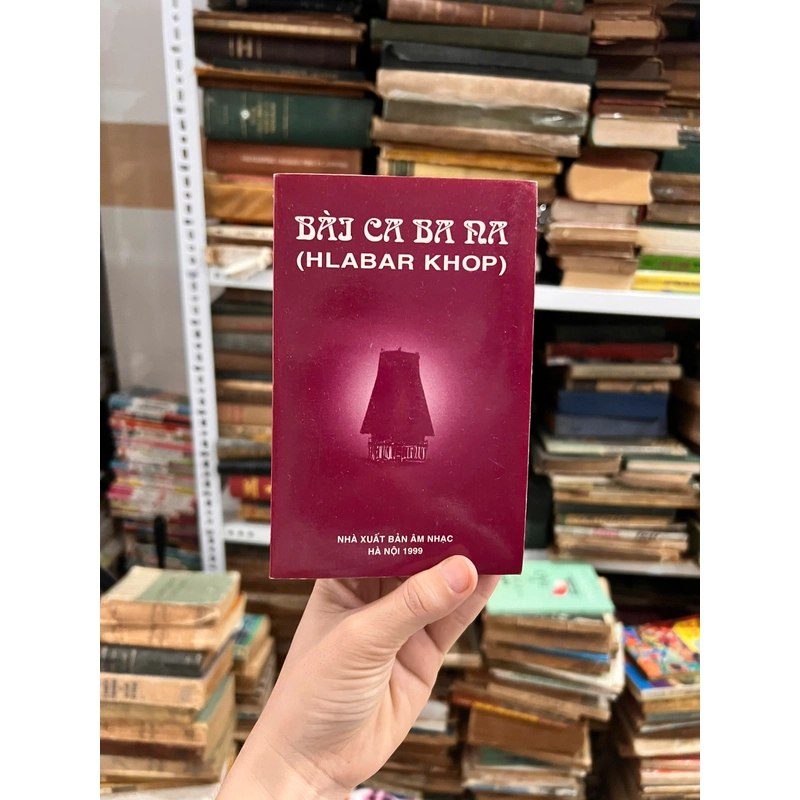 BÀI CA BA NA
(HLABAR KHOP)
NHÀ XUẤT BẢN ÂM NHẠC
HÀ NỘI 1999